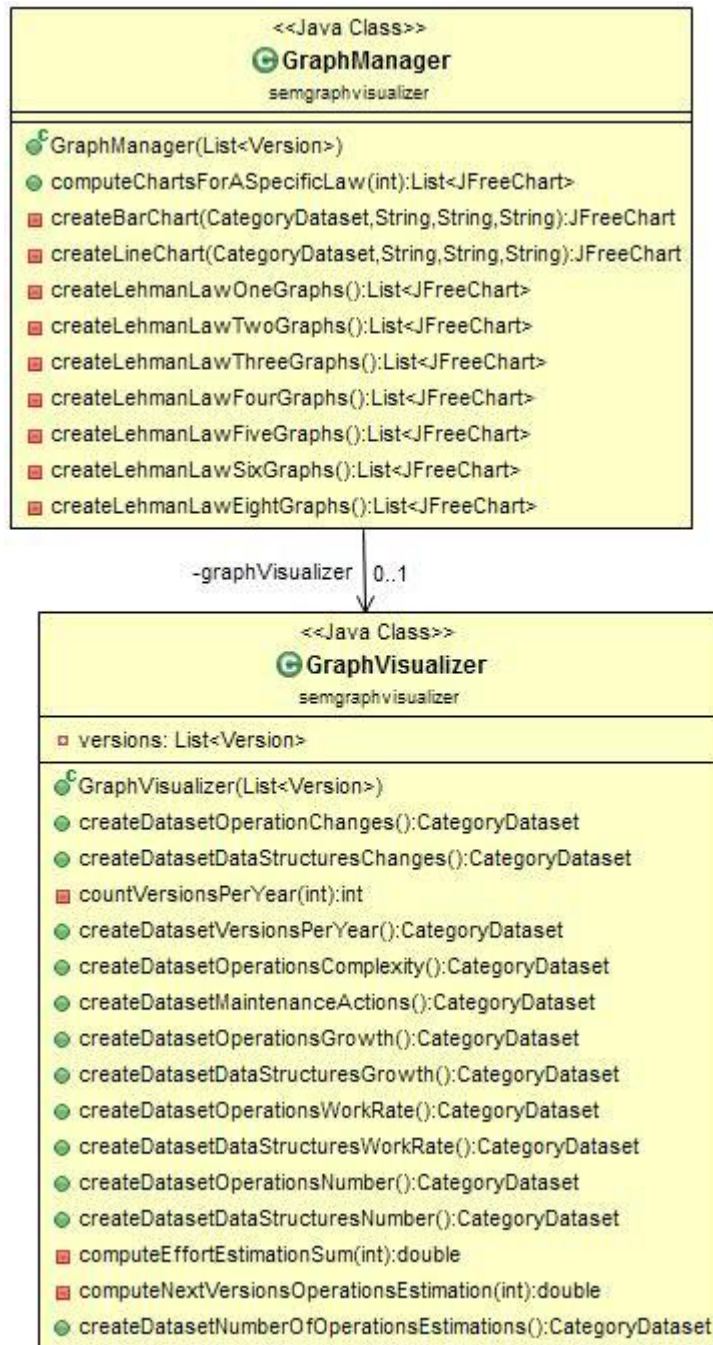 <<Java Class>>
GraphManager
semgraphvisualizer
GraphManager(List<Version>)
computeChartsForASpecificLaw(int):List<JFreeChart>
createBarChart(CategoryDataset,String,String,String):JFreeChart
createLineChart(CategoryDataset,String,String,String):JFreeChart
createLehmanLawOneGraphs():List<JFreeChart>
createLehmanLawTwoGraphs():List<JFreeChart>
createLehmanLawThreeGraphs():List<JFreeChart>
createLehmanLawFourGraphs():List<JFreeChart>
createLehmanLawFiveGraphs():List<JFreeChart>
createLehmanLawSixGraphs():List<JFreeChart>
createLehmanLawEightGraphs():List<JFreeChart>
-graphVisualizer 0..1
<<Java Class>>
GraphVisualizer
semgraphvisualizer
versions: List<Version>
GraphVisualizer(List<Version>)
createDatasetOperationChanges():CategoryDataset
createDatasetDataStructuresChanges():CategoryDataset
countVersionsPerYear(int):int
createDatasetVersionsPerYear():CategoryDataset
createDatasetOperationsComplexity():CategoryDataset
createDatasetMaintenanceActions():CategoryDataset
createDatasetOperationsGrowth():CategoryDataset
createDatasetDataStructuresGrowth():CategoryDataset
createDatasetOperationsWorkRate():CategoryDataset
createDatasetDataStructuresWorkRate():CategoryDataset
createDatasetOperationsNumber():CategoryDataset
createDatasetDataStructuresNumber():CategoryDataset
computeEffortEstimationSum(int):double
computeNextVersionsOperationsEstimation(int):double
createDatasetNumberOfOperationsEstimations():CategoryDataset